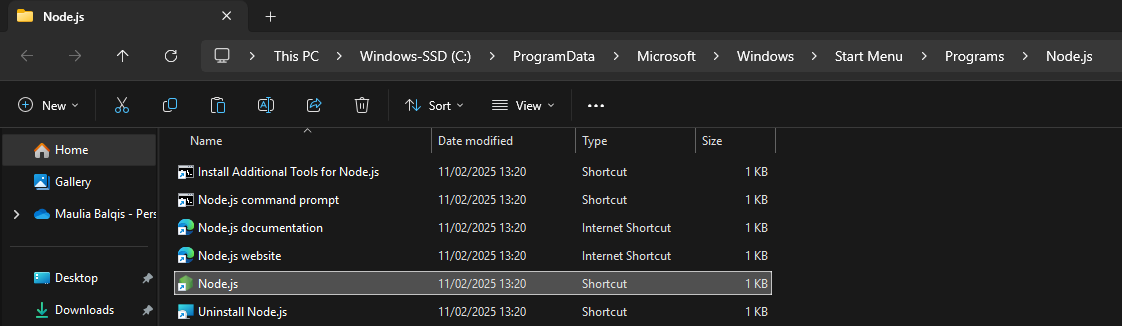 Node.js
This PC > Windows-SSD (C:) > ProgramData > Microsoft > Windows > Start Menu > Programs > Node.js
New Sort View
Name Date modified Type Size
Home
Gallery
Maulia Balqis - Pers
Desktop
Downloads
Install Additional Tools for Node.js 11/02/2025 13:20 Shortcut 1 KB
Node.js command prompt 11/02/2025 13:20 Shortcut 1 KB
Node.js documentation 11/02/2025 13:20 Internet Shortcut 1 KB
Node.js website 11/02/2025 13:20 Internet Shortcut 1 KB
Node.js 11/02/2025 13:20 Shortcut 1 KB
Uninstall Node.js 11/02/2025 13:20 Shortcut 1 KB